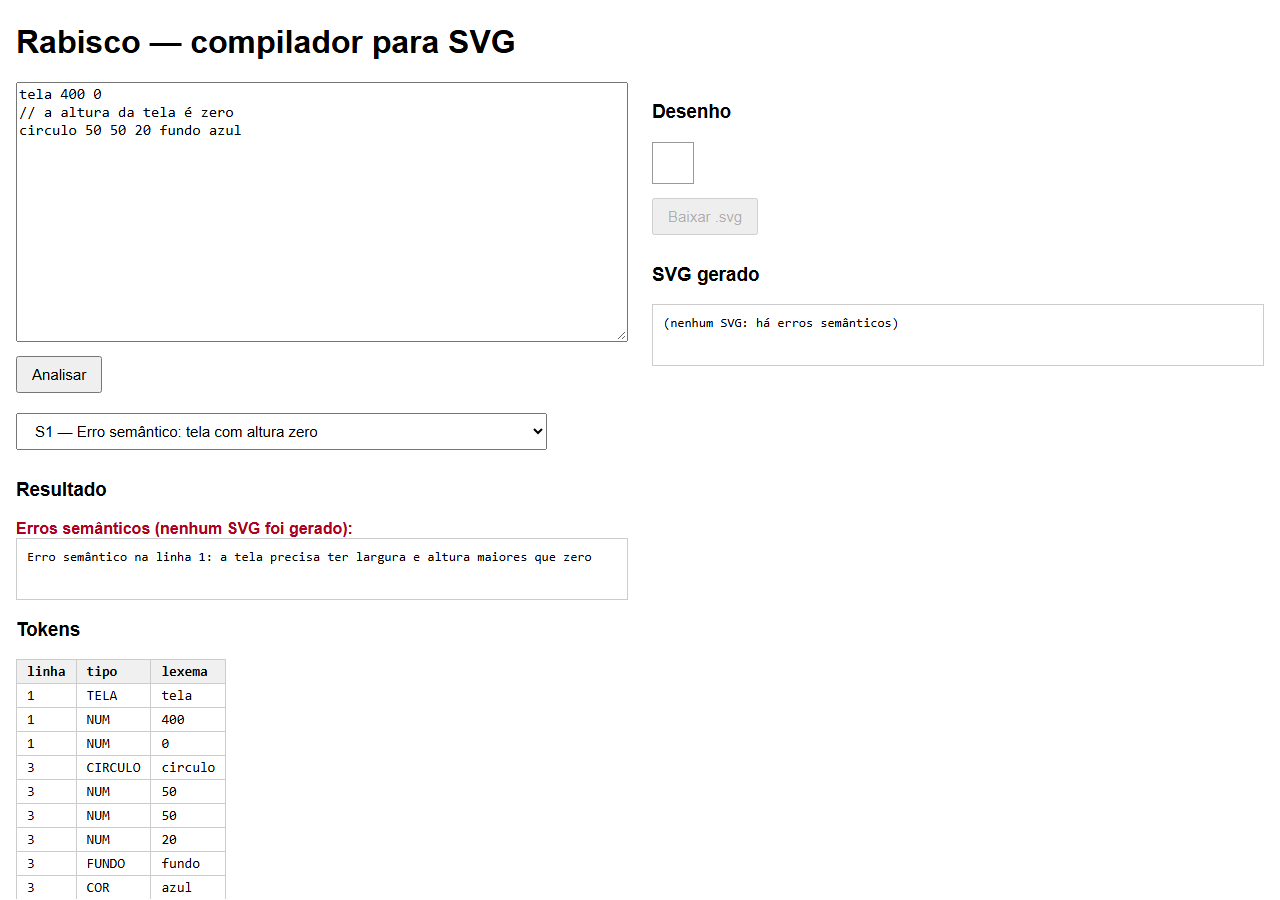 Rabisco — compilador para SVG
tela 400 0
// a altura da tela é zero
circulo 50 50 20 fundo azul
Analisar
S1 — Erro semântico: tela com altura zero
Resultado
Erros semânticos (nenhum SVG foi gerado):
Erro semântico na linha 1: a tela precisa ter largura e altura maiores que zero
Tokens
linha tipo lexema
1 TELA tela
1 NUM 400
1 NUM 0
3 CIRCULO circulo
3 NUM 50
3 NUM 50
3 NUM 20
3 FUNDO fundo
3 COR azul
Desenho
Baixar .svg
SVG gerado
(nenhum SVG: há erros semânticos)